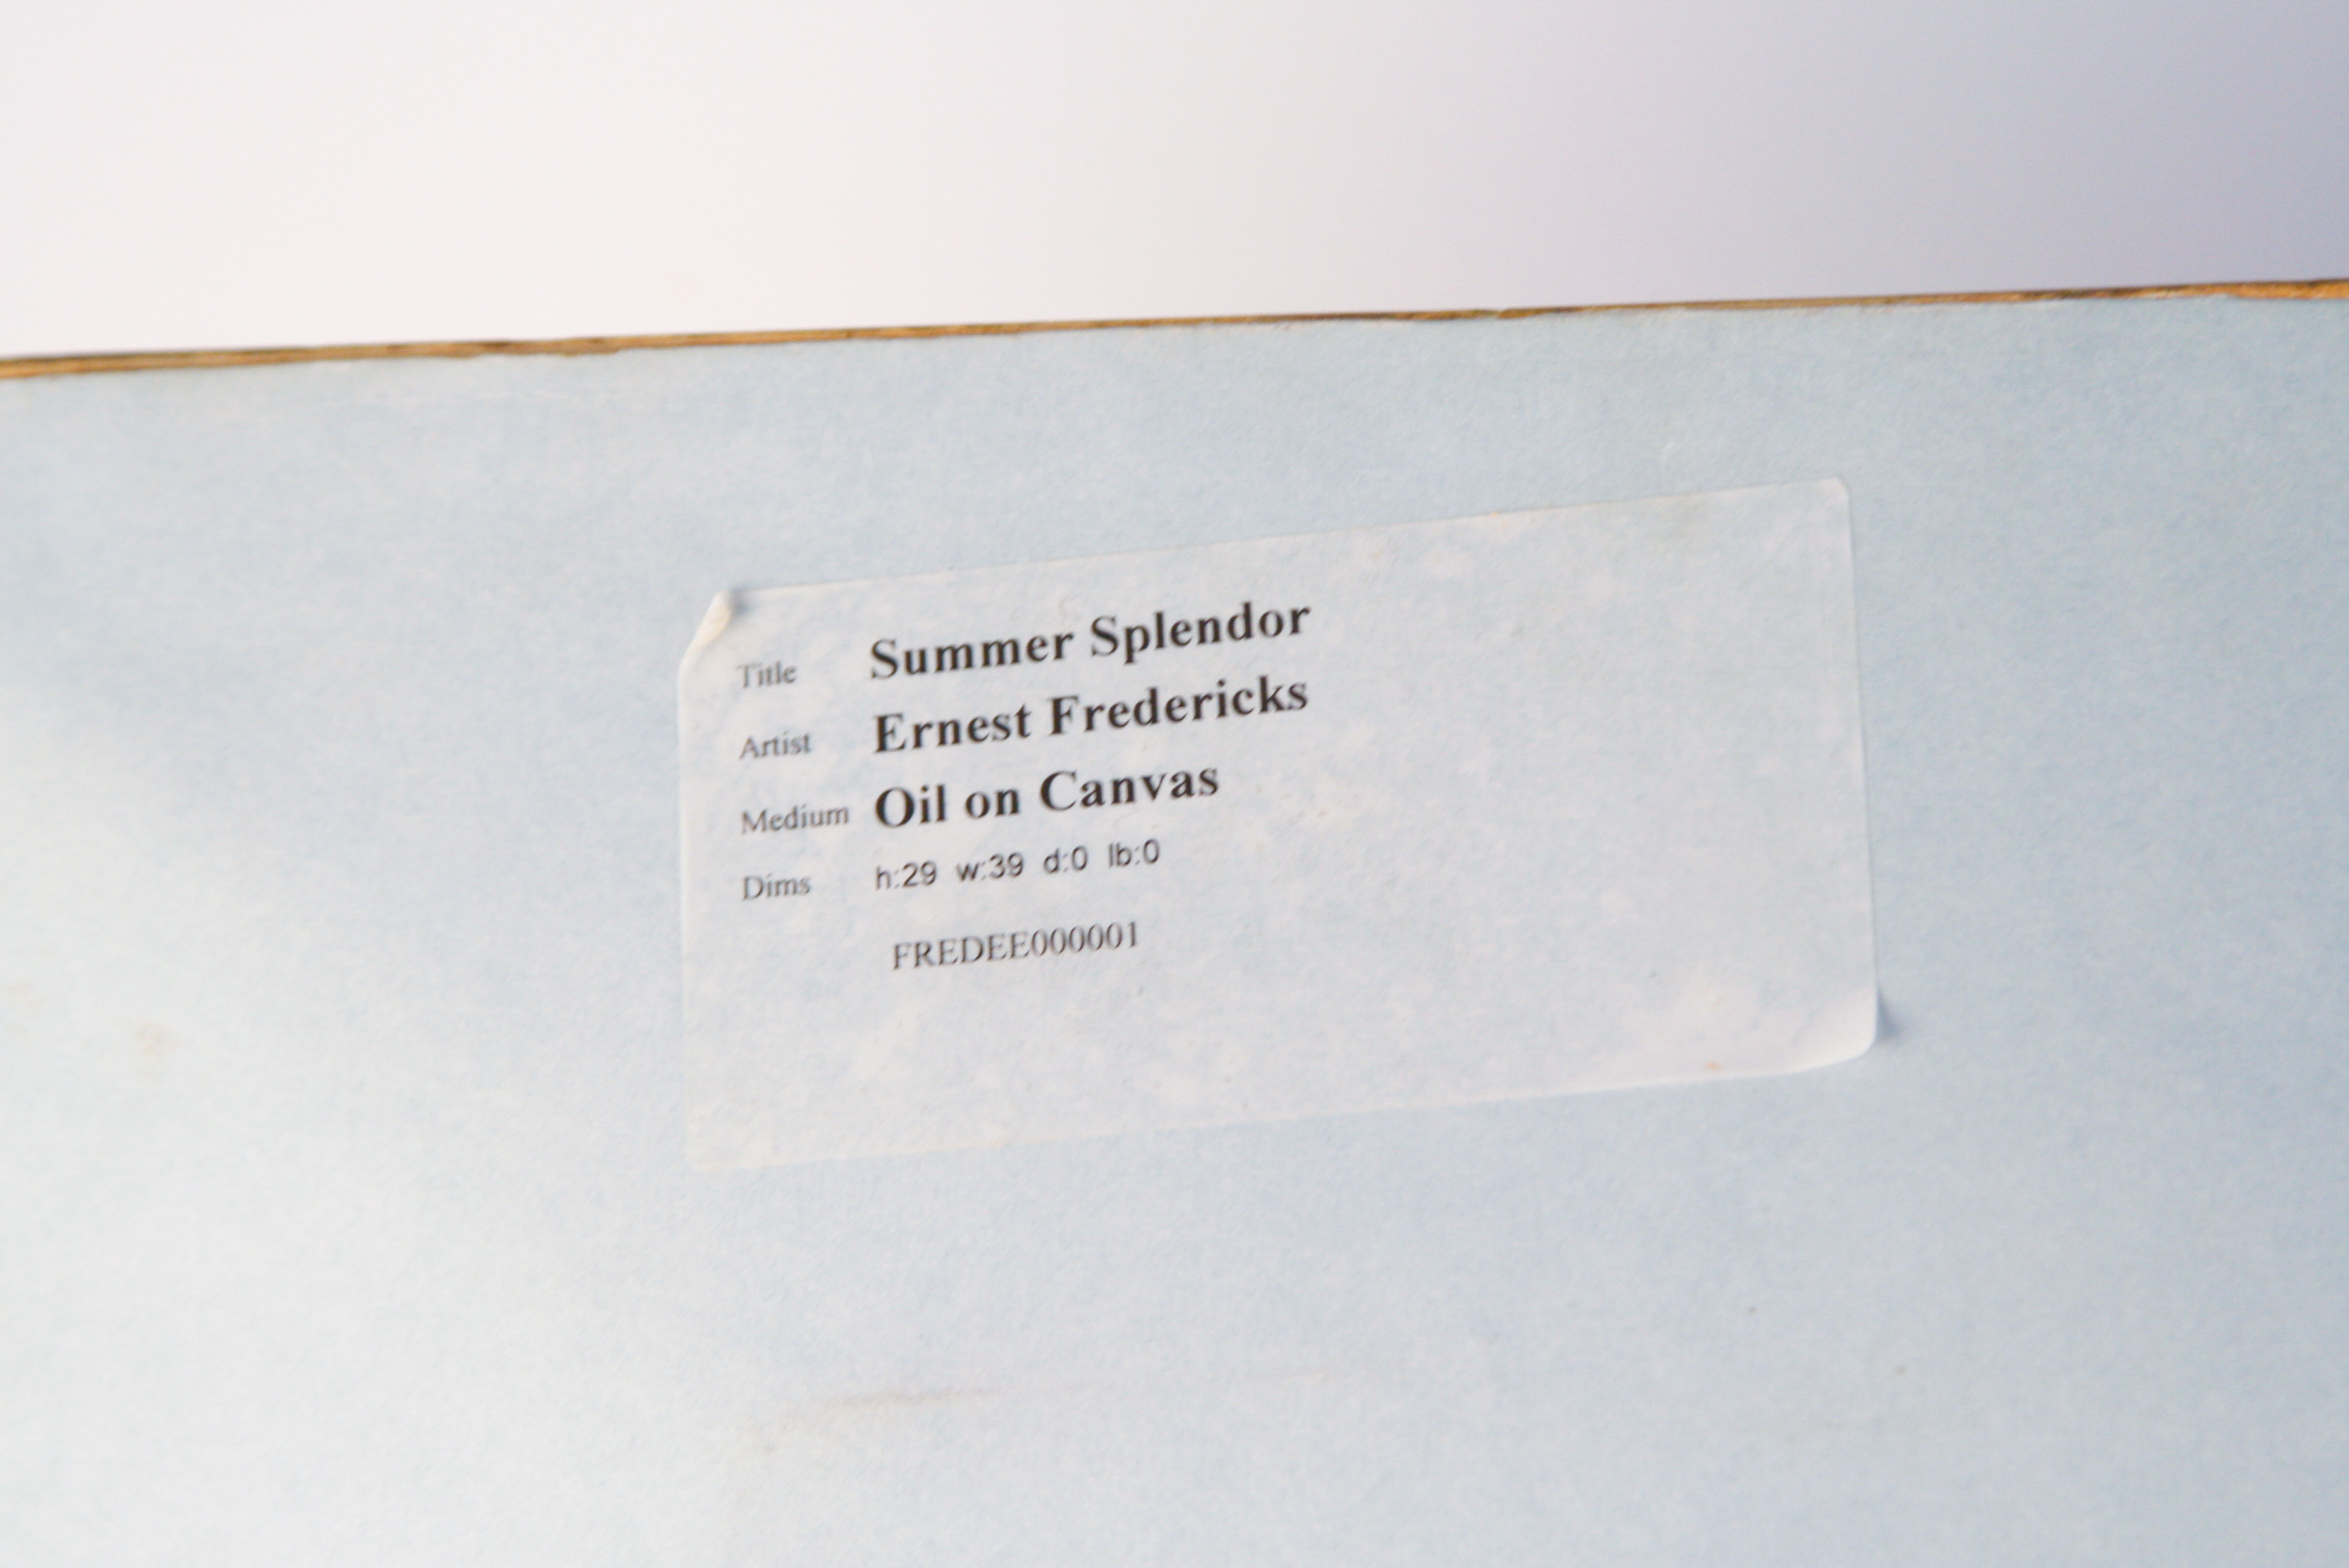 Title Summer Splendor
Artist Ernest Fredericks
Medium Oil on Canvas
Dims h:29 w:39 d:0 lb:0
FREDEE000001